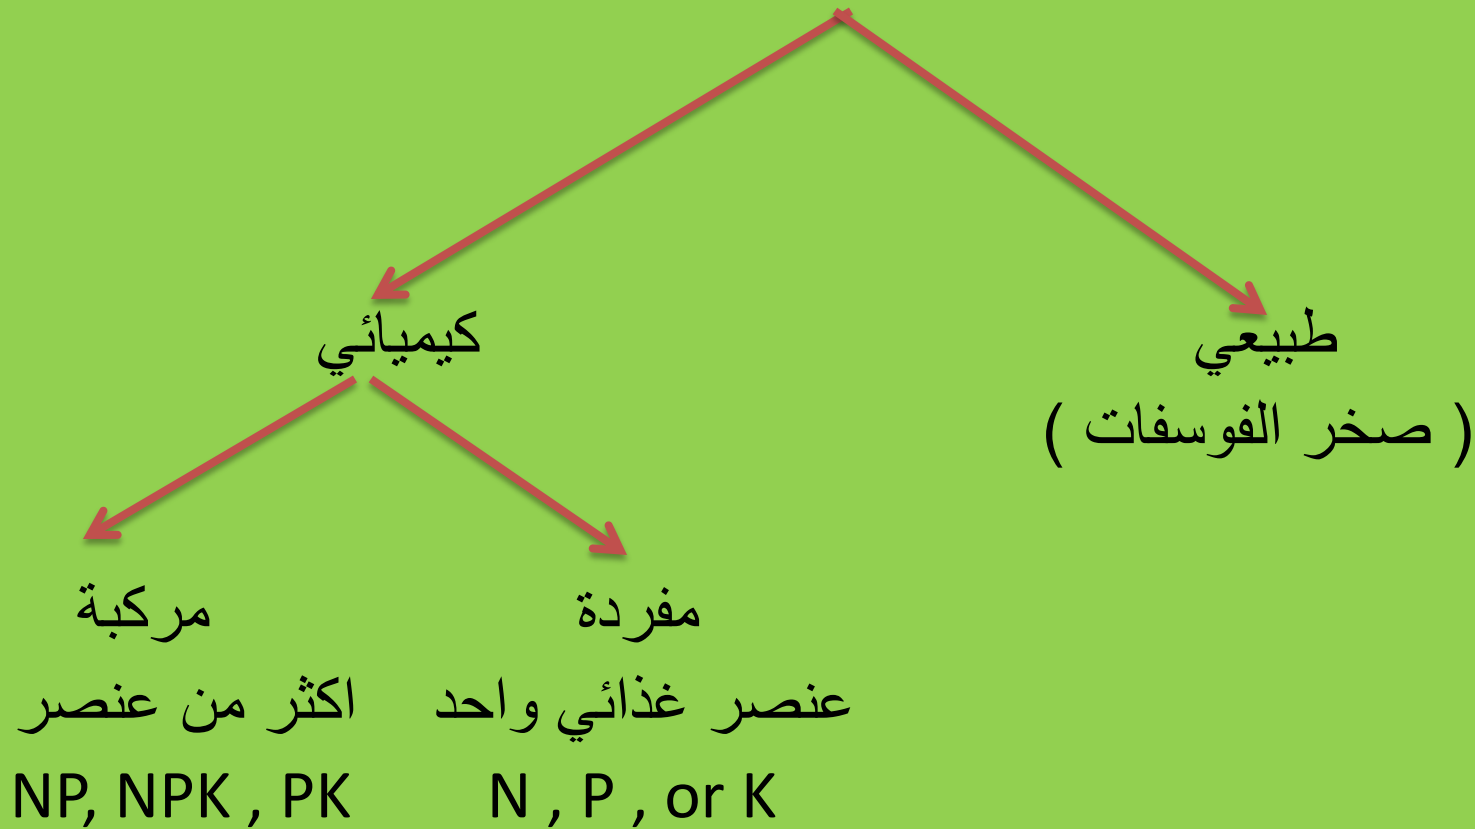 طبيعي
( صخر الفوسفات )
كيميائي
مفردة
عنصر غذائي واحد
N , P , or K
مركبة
اكثر من عنصر
NP, NPK , PK